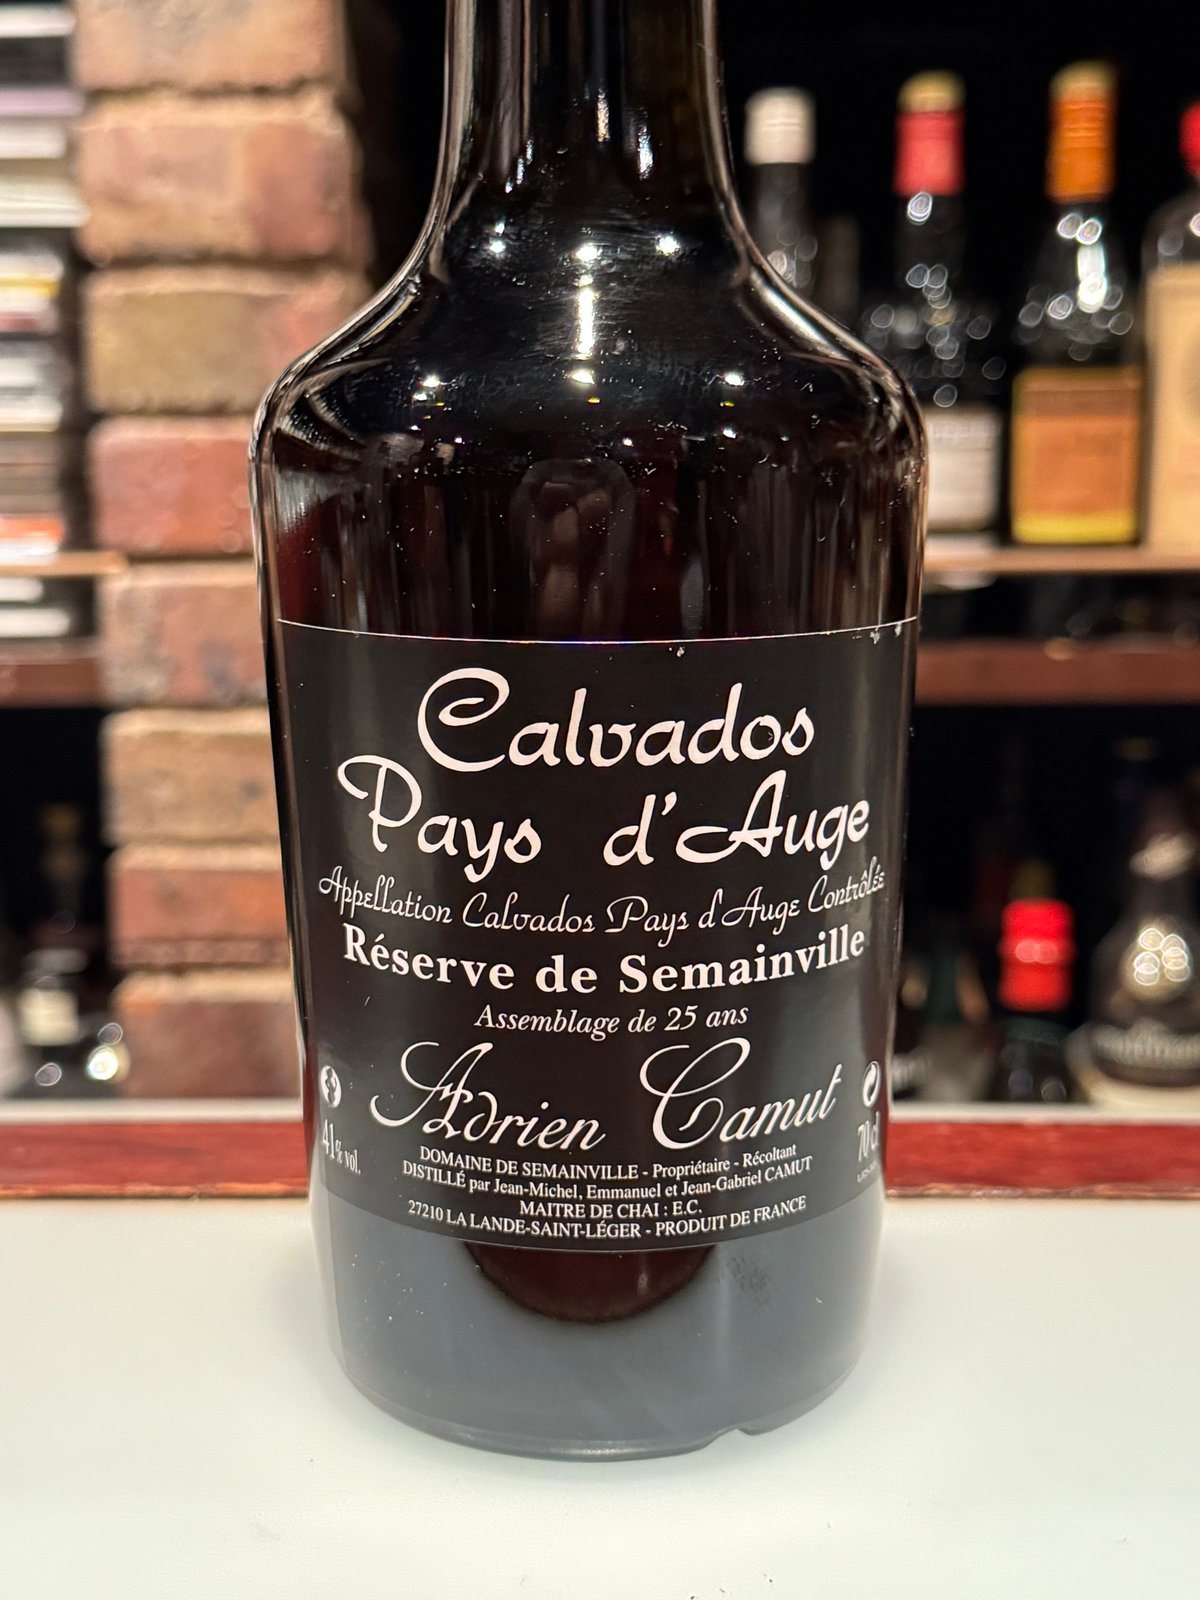 Calvados
Pays d'Auge
Appellation Calvados Pays d'Auge Contrôlée
Réserve de Semainville
Assemblage de 25 ans
Adrien Camut
41% vol.
70 cl
DOMAINE DE SEMAINVILLE - Propriétaire - Récoltant
DISTILLÉ par Jean-Michel, Emmanuel et Jean-Gabriel CAMUT
MAITRE DE CHAI : E.C.
27210 LA LANDE-SAINT-LÉGER - PRODUIT DE FRANCE